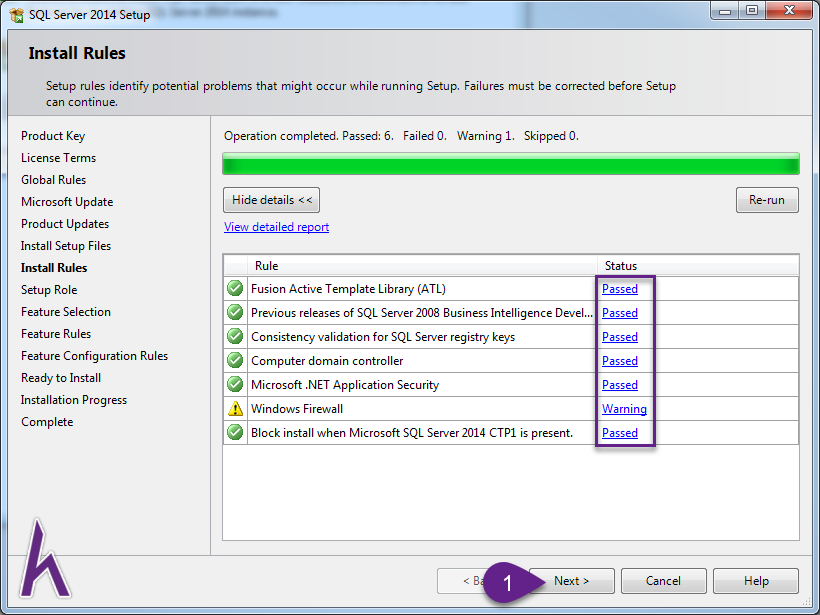 SQL Server 2014 Setup
Install Rules
Setup rules identify potential problems that might occur while running Setup. Failures must be corrected before Setup
can continue.
Product Key
License Terms
Global Rules
Microsoft Update
Product Updates
Install Setup Files
Install Rules
Setup Role
Feature Selection
Feature Rules
Feature Configuration Rules
Ready to Install
Installation Progress
Complete
Operation completed. Passed: 6. Failed 0. Warning 1. Skipped 0.
Hide details <<
Re-run
View detailed report
Rule Status
Fusion Active Template Library (ATL) Passed
Previous releases of SQL Server 2008 Business Intelligence Devel... Passed
Consistency validation for SQL Server registry keys Passed
Computer domain controller Passed
Microsoft .NET Application Security Passed
Windows Firewall Warning
Block install when Microsoft SQL Server 2014 CTP1 is present. Passed
< Ba 1 Next > Cancel Help